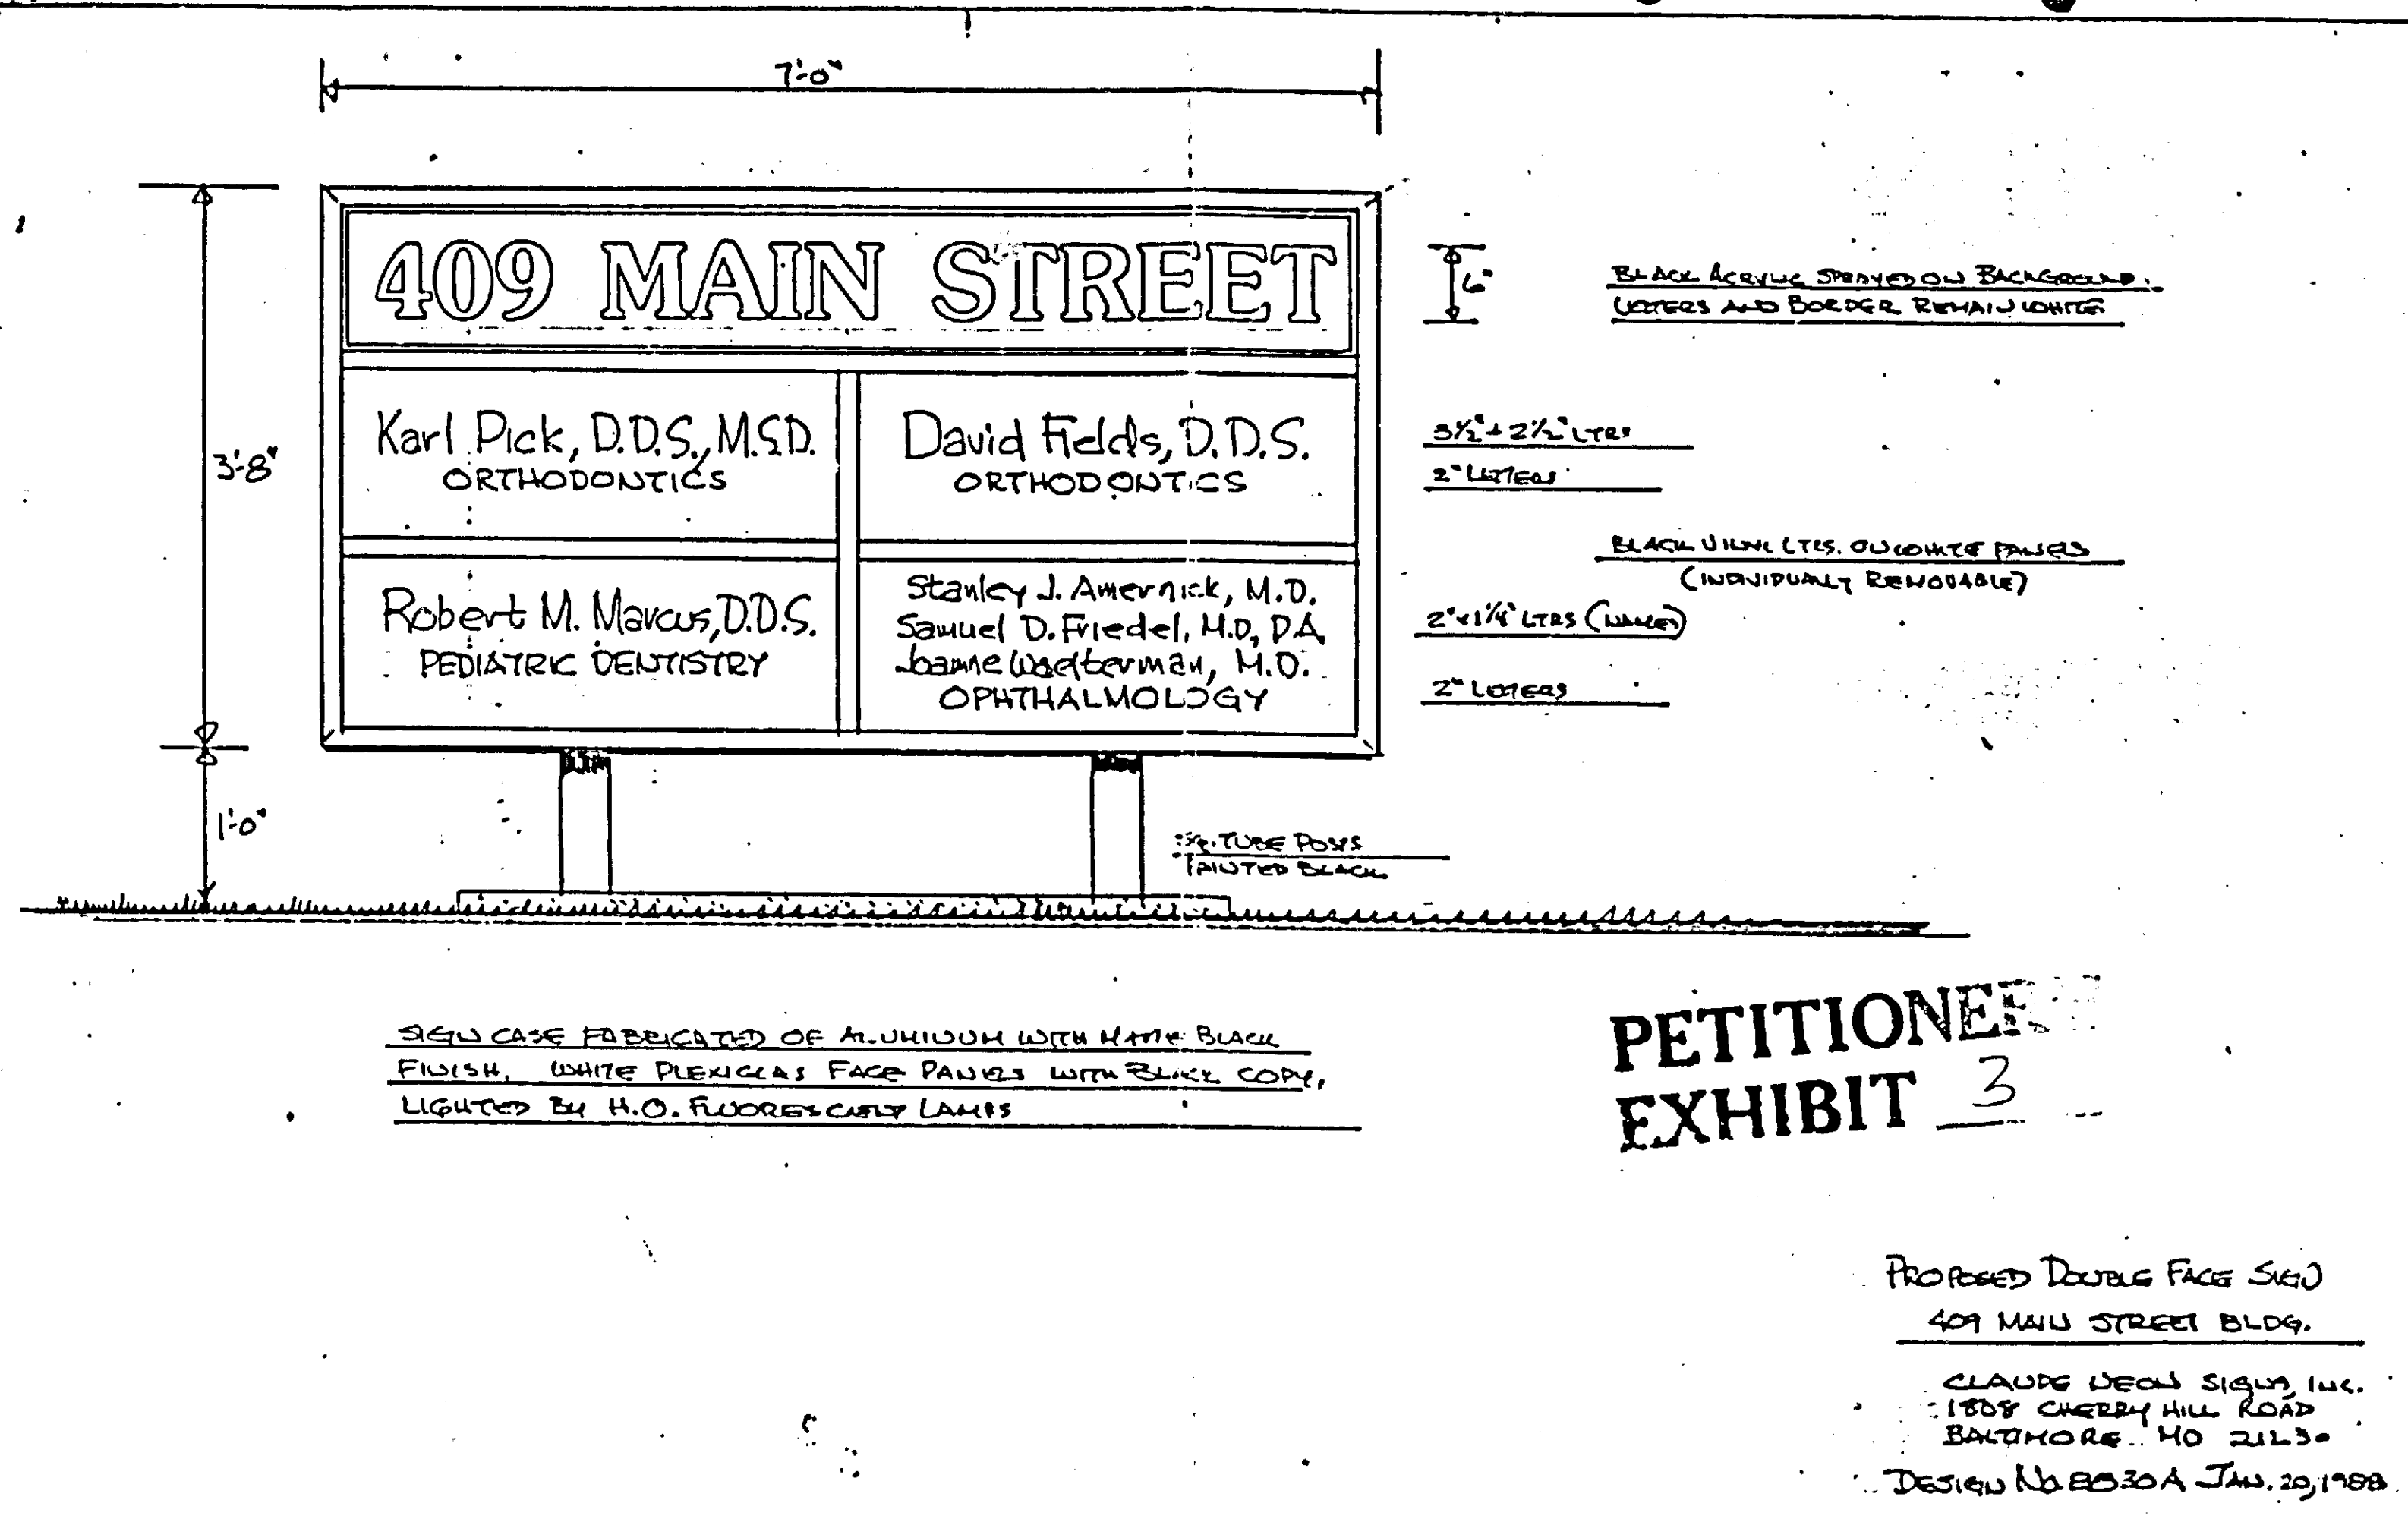 7'-0"
409 MAIN STREET
6"
BLACK ACRYLIC SPRAYED ON BACKGROUND.
LETTERS AND BORDER REMAIN WHITE
3'-8"
Karl Pick, D.D.S., M.S.D.
ORTHODONTICS
David Fields, D.D.S.
ORTHODONTICS
3½" & 2½" LTRS
2" LETTERS
BLACK VINYL LTRS. ON WHITE PANELS
(INDIVIDUALLY REMOVABLE)
Robert M. Marcus, D.D.S.
PEDIATRIC DENTISTRY
Stanley J. Amernick, M.D.
Samuel D. Friedel, M.D, P.A.
Joanne M.D.
OPHTHALMOLOGY
2" & 1¼" LTRS (NAMES)
2" LETTERS
1'-0"
TUBE POSTS
PAINTED BLACK
SIGN CASE FABRICATED OF ALUMINUM WITH MATTE BLACK
FINISH. WHITE PLEXIGLAS FACE PANELS WITH BLACK COPY,
LIGHTED BY H.O. FLUORESCENT LAMPS
PETITIONER
EXHIBIT 3
PROPOSED DOUBLE FACE SIGN
409 MAIN STREET BLDG.
CLAUDE NEON SIGNS, INC.
1808 CHERRY HILL ROAD
BALTIMORE MD 21230
DESIGN No. 8830A JAN. 20, 1988